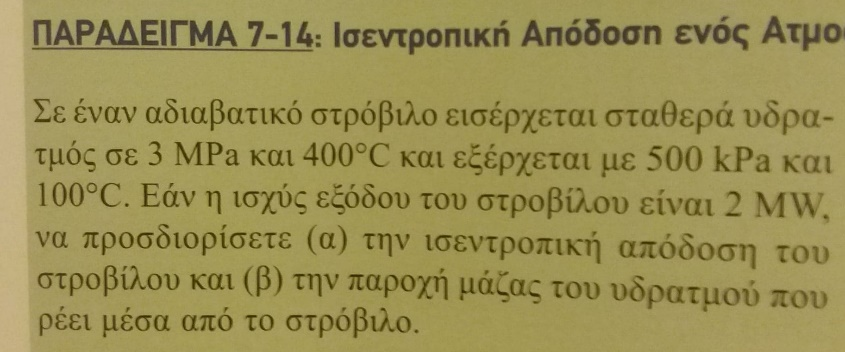 ΠΑΡΑΔΕΙΓΜΑ 7-14: Ισεντροπική Απόδοση ενός
Σε έναν αδιαβατικό στρόβιλο εισέρχεται σταθερά υδρα-
τμός σε 3 MPa και 400°C και εξέρχεται με 500 kPa και
100°C. Εάν η ισχύς εξόδου του στροβίλου είναι 2 MW,
να προσδιορίσετε (α) την ισεντροπική απόδοση του
στροβίλου και (β) την παροχή μάζας του υδρατμού που
ρέει μέσα από το στρόβιλο.